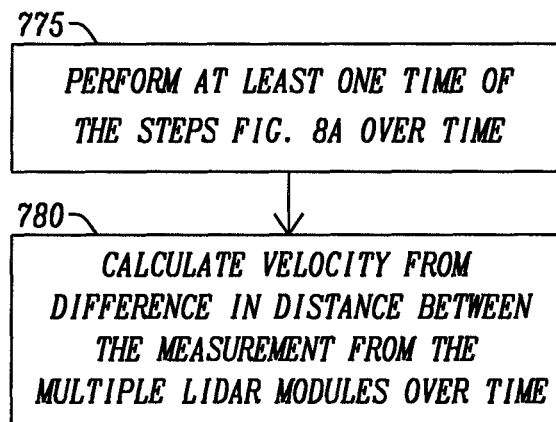 775
PERFORM AT LEAST ONE TIME OF
THE STEPS FIG. 8A OVER TIME
780
CALCULATE VELOCITY FROM
DIFFERENCE IN DISTANCE BETWEEN
THE MEASUREMENT FROM THE
MULTIPLE LIDAR MODULES OVER TIME